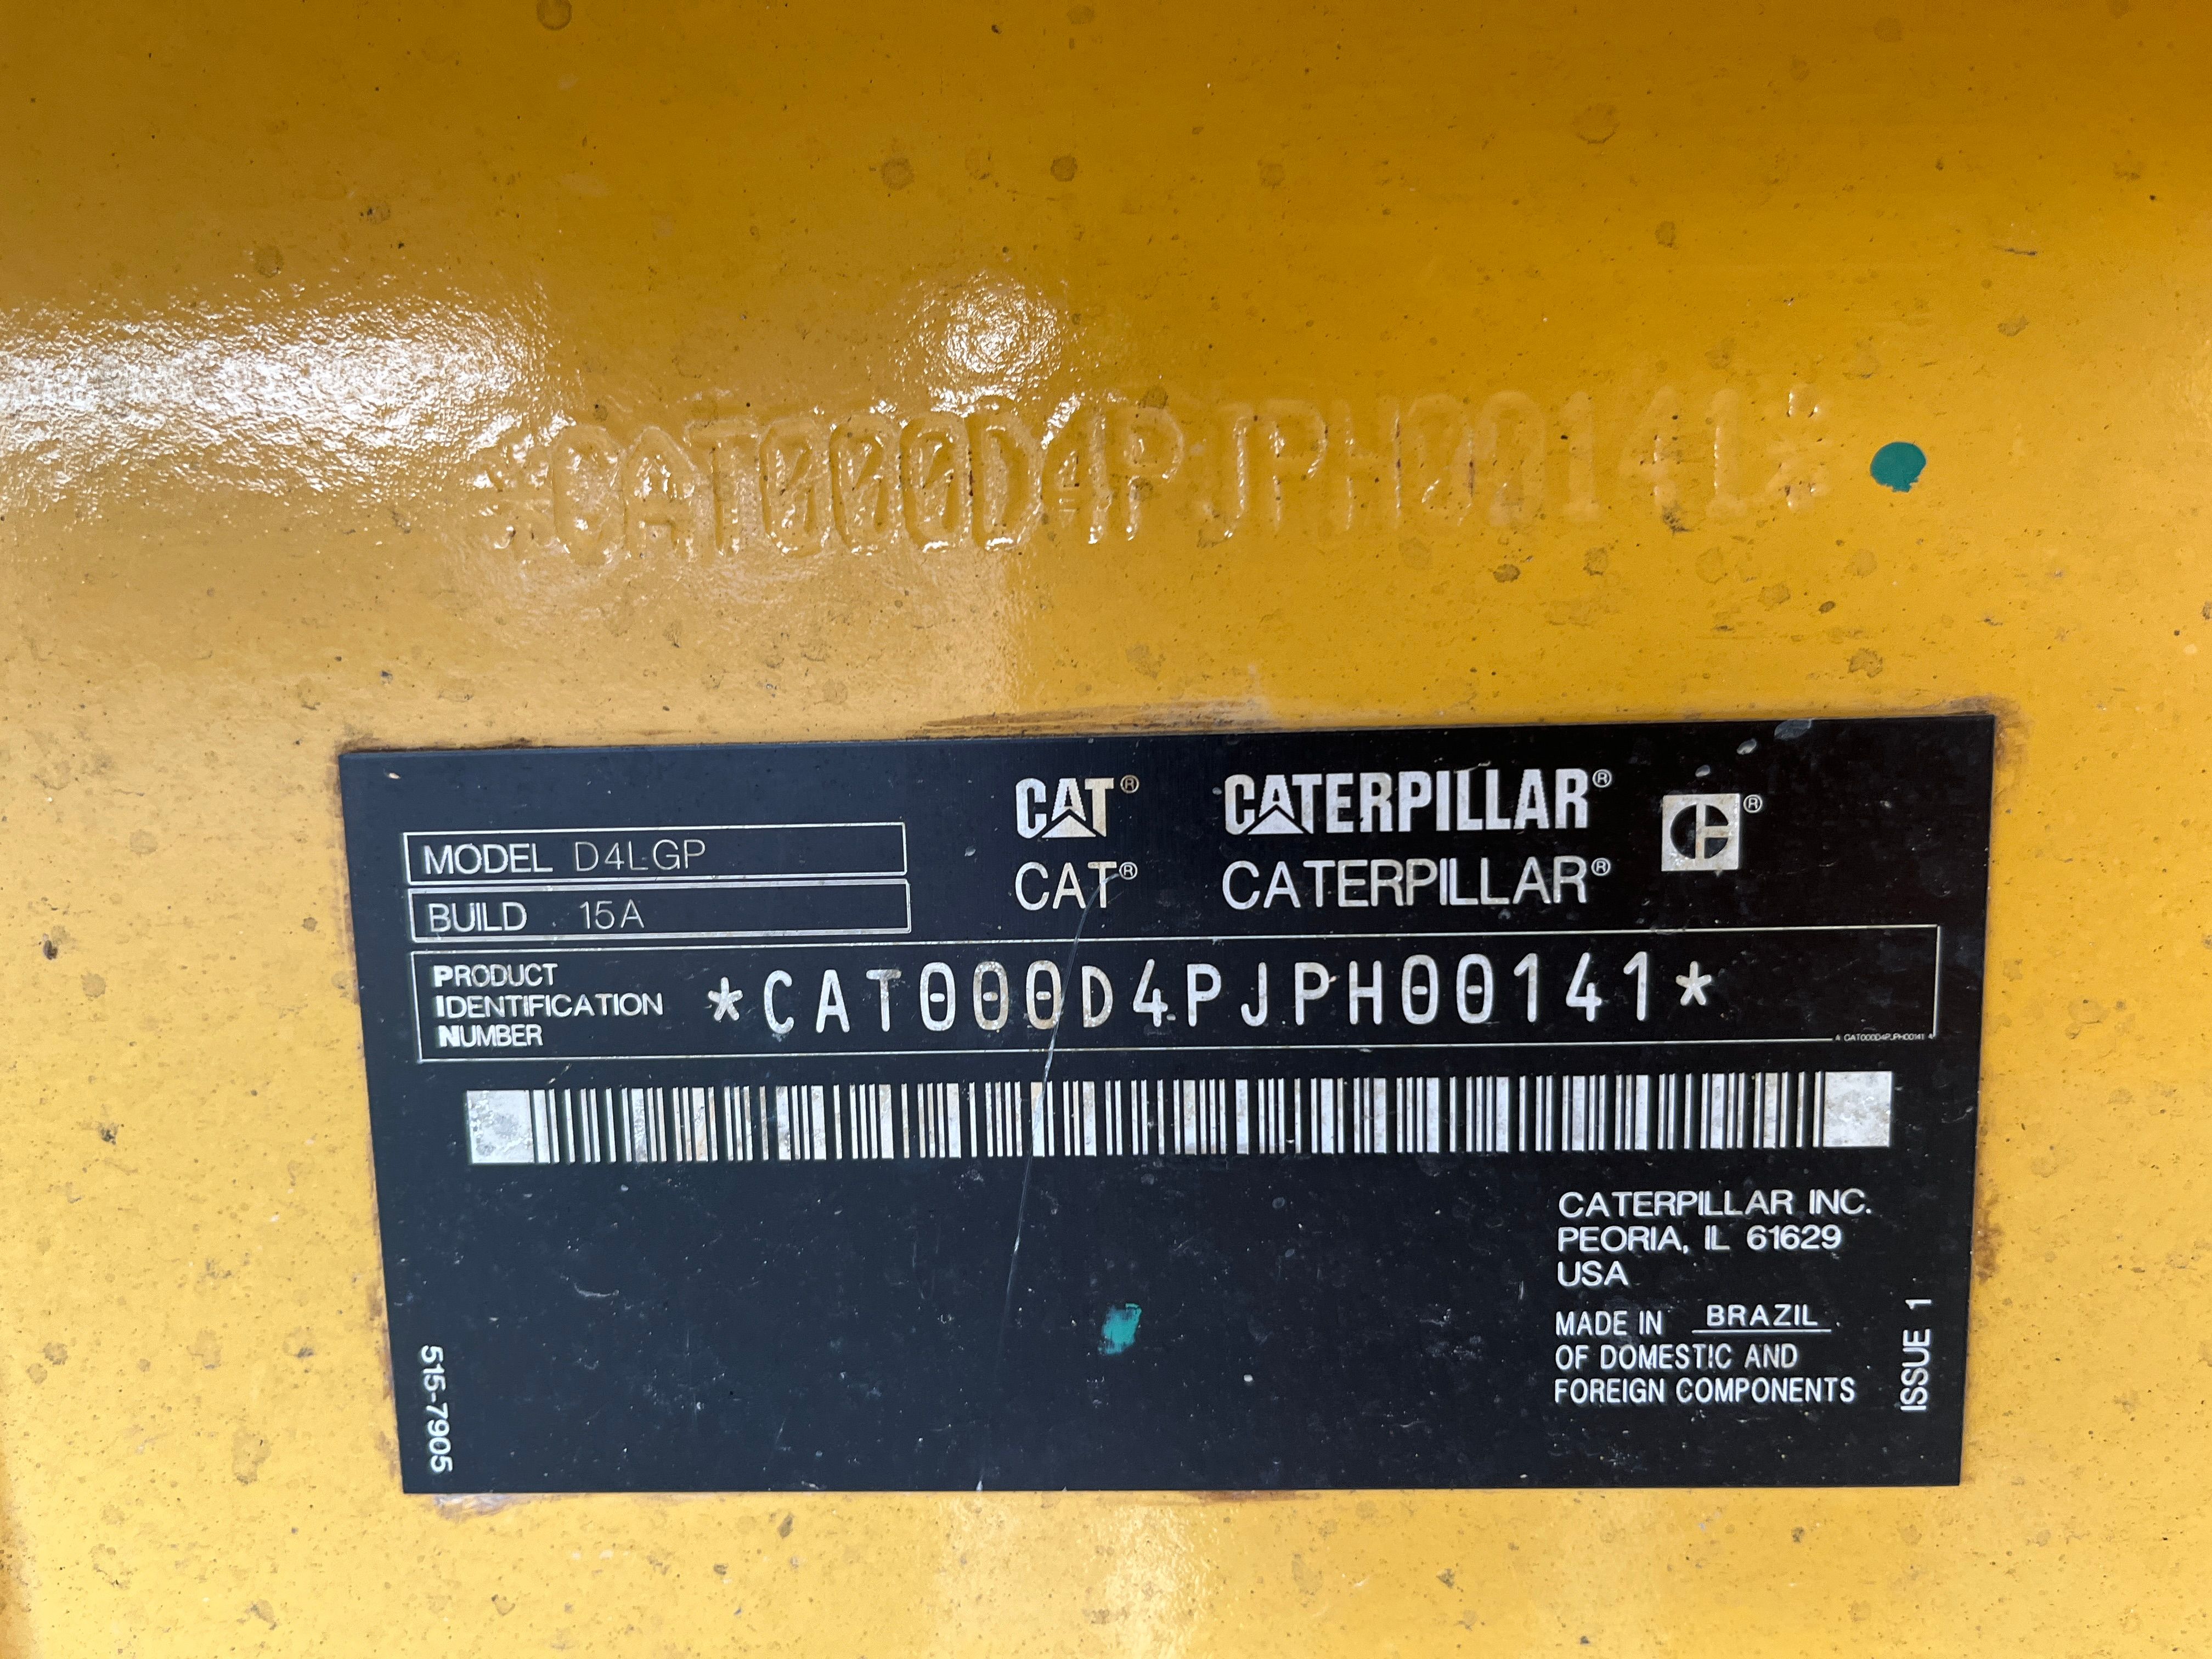 *CAT000D4PJPH00141*
CAT® CATERPILLAR® ®
CAT® CATERPILLAR®
MODEL D4LGP
BUILD 15A
PRODUCT
IDENTIFICATION
NUMBER
*CAT000D4PJPH00141*
* CAT000D4PJPH00141 *
CATERPILLAR INC.
PEORIA, IL 61629
USA
MADE IN BRAZIL
OF DOMESTIC AND
FOREIGN COMPONENTS
515-7905
ISSUE 1